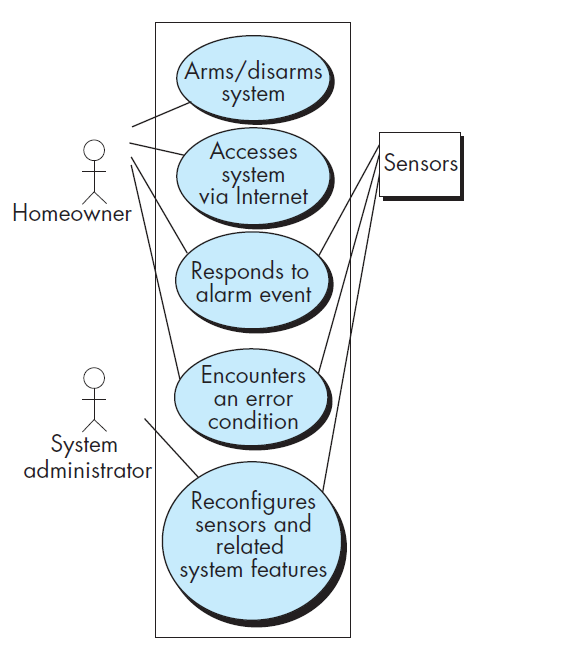 Arms/disarms
system
Accesses
system
via Internet
Sensors
Homeowner
Responds to
alarm event
Encounters
an error
condition
System
administrator
Reconfigures
sensors and
related
system features